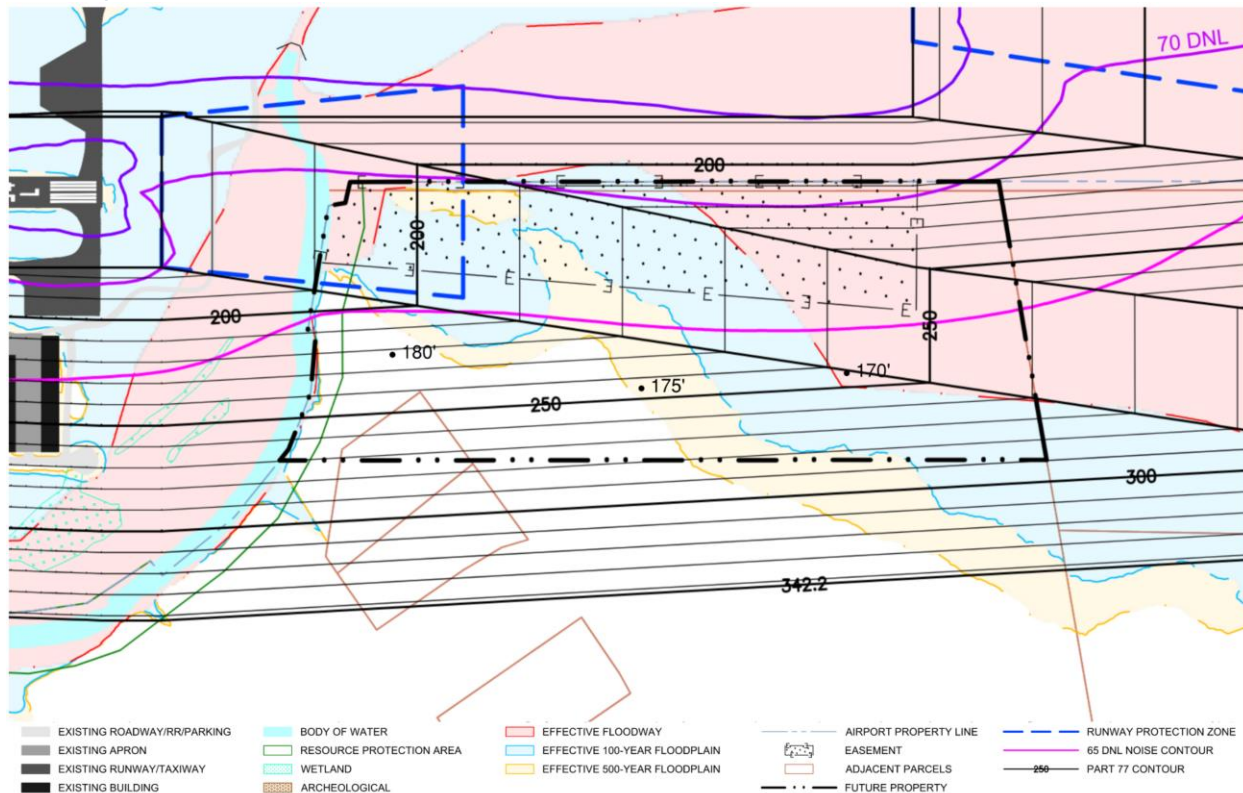 70 DNL
200
200
200
250
180'
170'
175'
250
300
342.2
E
E
E
E
E
E
E
E
E
E
E
E
E
EXISTING ROADWAY/RR/PARKING
EXISTING APRON
EXISTING RUNWAY/TAXIWAY
EXISTING BUILDING
BODY OF WATER
RESOURCE PROTECTION AREA
WETLAND
ARCHEOLOGICAL
EFFECTIVE FLOODWAY
EFFECTIVE 100-YEAR FLOODPLAIN
EFFECTIVE 500-YEAR FLOODPLAIN
AIRPORT PROPERTY LINE
EASEMENT
ADJACENT PARCELS
FUTURE PROPERTY
RUNWAY PROTECTION ZONE
65 DNL NOISE CONTOUR
250 PART 77 CONTOUR